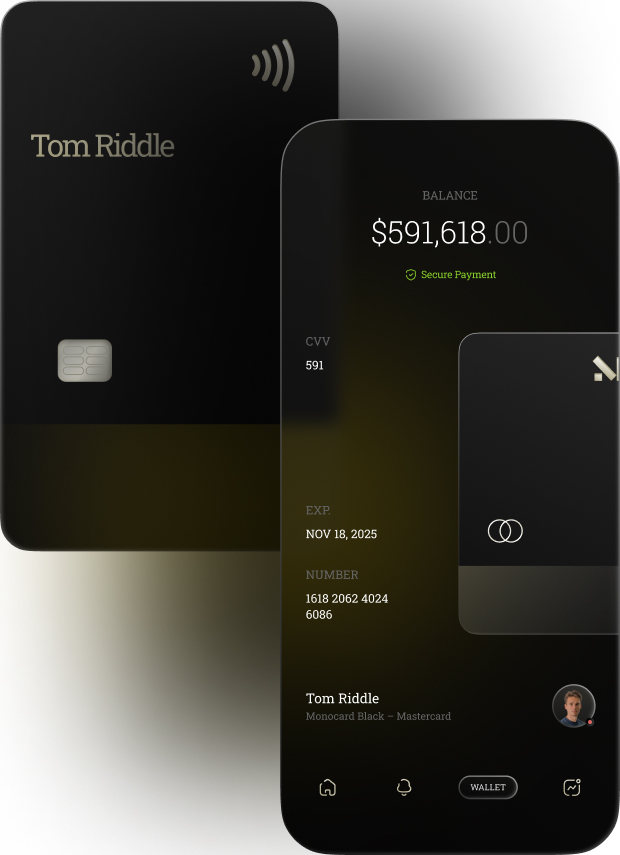 Tom Riddle
BALANCE
$591,618.00
Secure Payment
CVV
591
EXP.
NOV 18, 2025
NUMBER
1618 2062 4024
6086
Tom Riddle
Monocard Black – Mastercard
WALLET